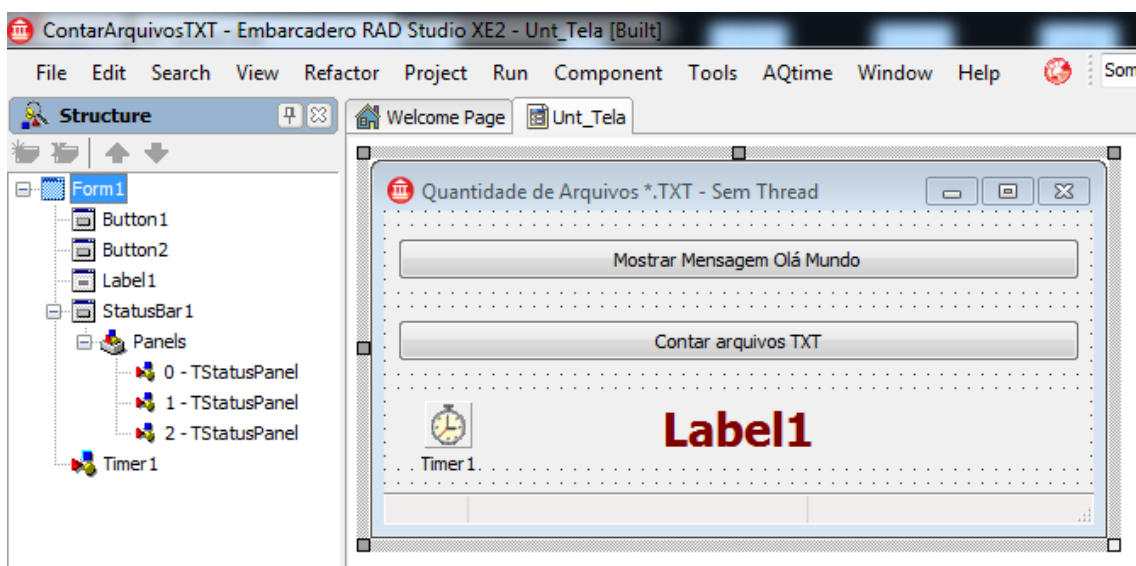 ContarArquivosTXT - Embarcadero RAD Studio XE2 - Unt_Tela [Built]
File Edit Search View Refactor Project Run Component Tools AQtime Window Help Som
Structure
Welcome Page Unt_Tela
Form1
Button1
Button2
Label1
StatusBar1
Panels
0 - TStatusPanel
1 - TStatusPanel
2 - TStatusPanel
Timer1
Quantidade de Arquivos *.TXT - Sem Thread
Mostrar Mensagem Olá Mundo
Contar arquivos TXT
Label1
Timer1